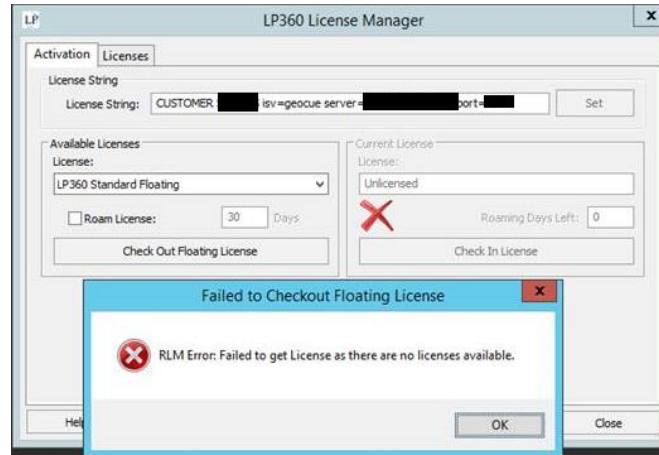 LP LP360 License Manager x
Activation Licenses
License String
License String: CUSTOMER isv=geocue server= port= Set
Available Licenses
License:
LP360 Standard Floating
Roam License: 30 Days
Check Out Floating License
Current License
License:
Unlicensed
Roaming Days Left: 0
Check In License
Failed to Checkout Floating License x
RLM Error: Failed to get License as there are no licenses available.
OK
Hel
Close